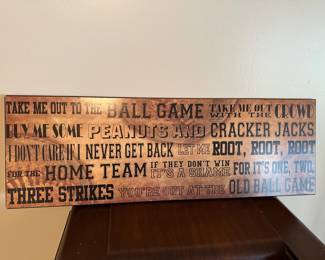 TAKE ME OUT TO THE BALL GAME TAKE ME OUT WITH THE CROWD
BUY ME SOME PEANUTS AND CRACKER JACKS
I DON'T CARE IF I NEVER GET BACK LET ME ROOT, ROOT, ROOT
FOR THE HOME TEAM IF THEY DON'T WIN IT'S A SHAME FOR IT'S ONE, TWO,
THREE STRIKES YOU'RE OUT AT THE OLD BALL GAME